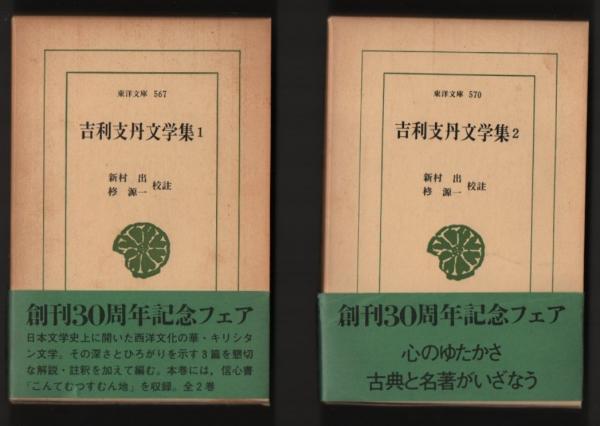 東洋文庫 567
吉利支丹文学集1
新村 出
柊 源一
校註
創刊30周年記念フェア
日本文学史上に開いた西洋文化の華・キリシタ
ン文学。その深さとひろがりを示す3篇を懇切
な解説・註釈を加えて編む。本巻には，信心書
「こんてむつすむん地」を収録。全2巻
東洋文庫 570
吉利支丹文学集2
新村 出
柊 源一
校註
創刊30周年記念フェア
心のゆたかさ
古典と名著がいざなう